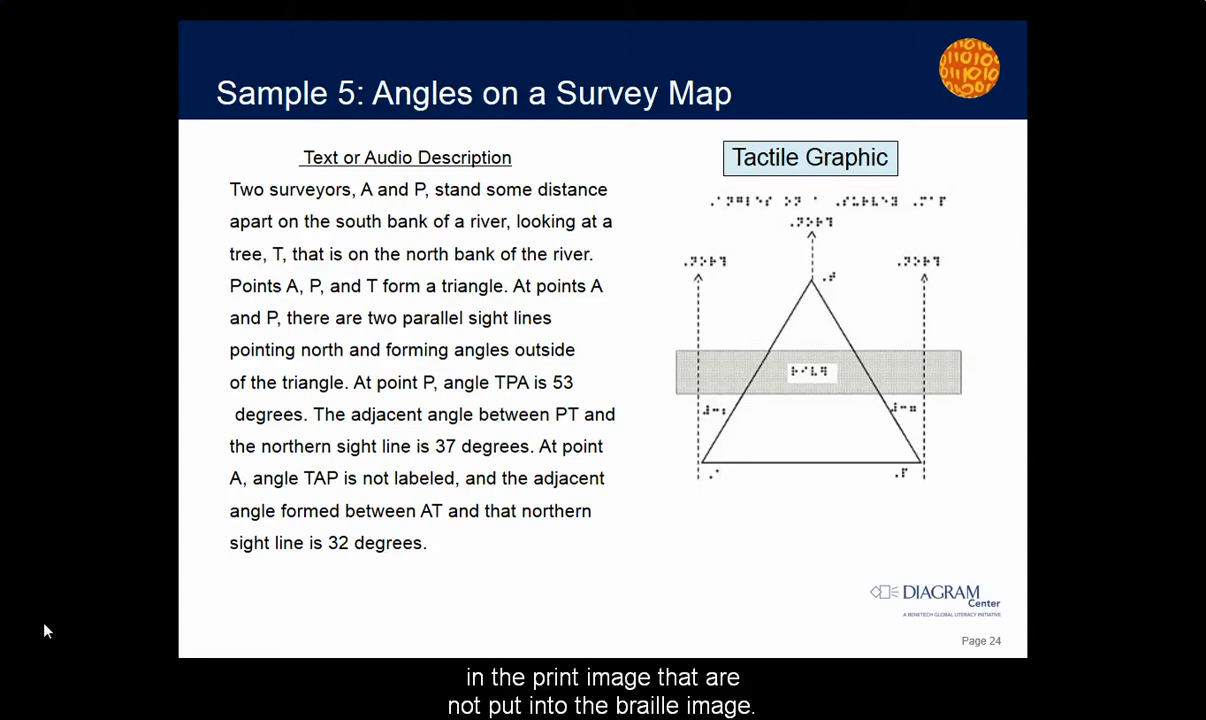 Sample 5: Angles on a Survey Map
Text or Audio Description
Two surveyors, A and P, stand some distance
apart on the south bank of a river, looking at a
tree, T, that is on the north bank of the river.
Points A, P, and T form a triangle. At points A
and P, there are two parallel sight lines
pointing north and forming angles outside
of the triangle. At point P, angle TPA is 53
degrees. The adjacent angle between PT and
the northern sight line is 37 degrees. At point
A, angle TAP is not labeled, and the adjacent
angle formed between AT and that northern
sight line is 32 degrees.
Tactile Graphic
DIAGRAM
Center
A BENETECH GLOBAL LITERACY INITIATIVE
Page 24
in the print image that are
not put into the braille image.